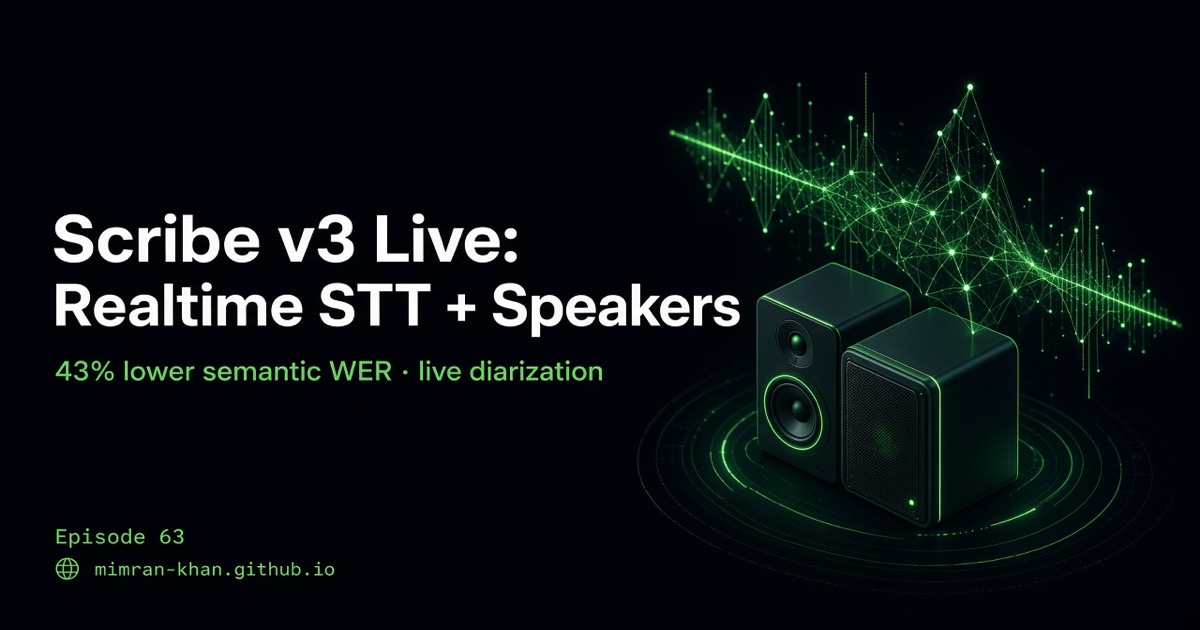 Scribe v3 Live:
Realtime STT + Speakers
43% lower semantic WER · live diarization
Episode 63
mimran-khan.github.io